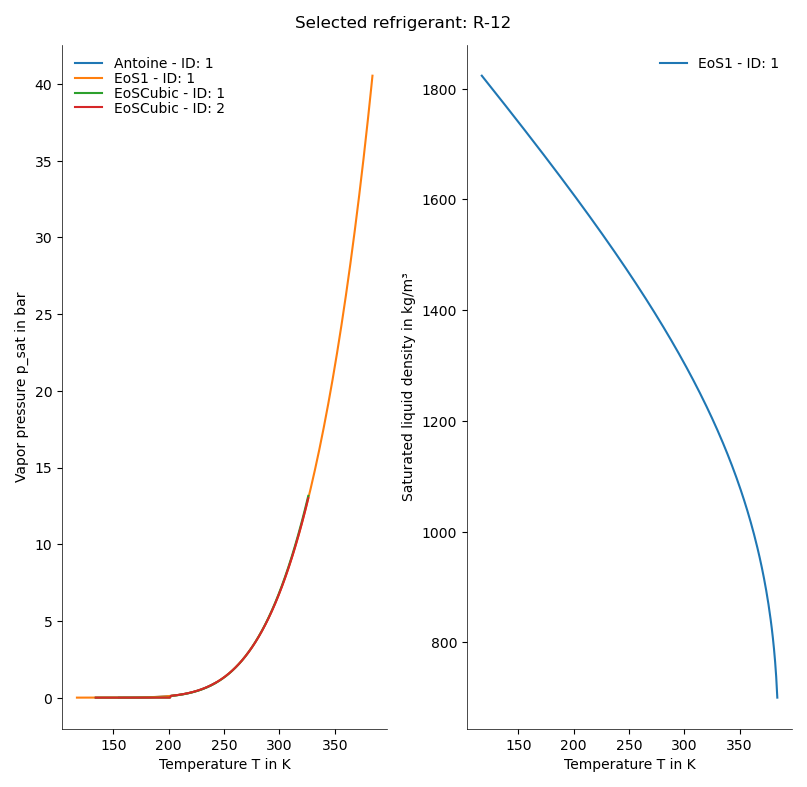 Selected refrigerant: R-12
Antoine - ID: 1
EoS1 - ID: 1
EoSCubic - ID: 1
EoSCubic - ID: 2
40
35
30
25
20
15
10
5
0
Vapor pressure p_sat in bar
150 200 250 300 350
Temperature T in K
EoS1 - ID: 1
1800
1600
1400
1200
1000
800
Saturated liquid density in kg/m³
150 200 250 300 350
Temperature T in K